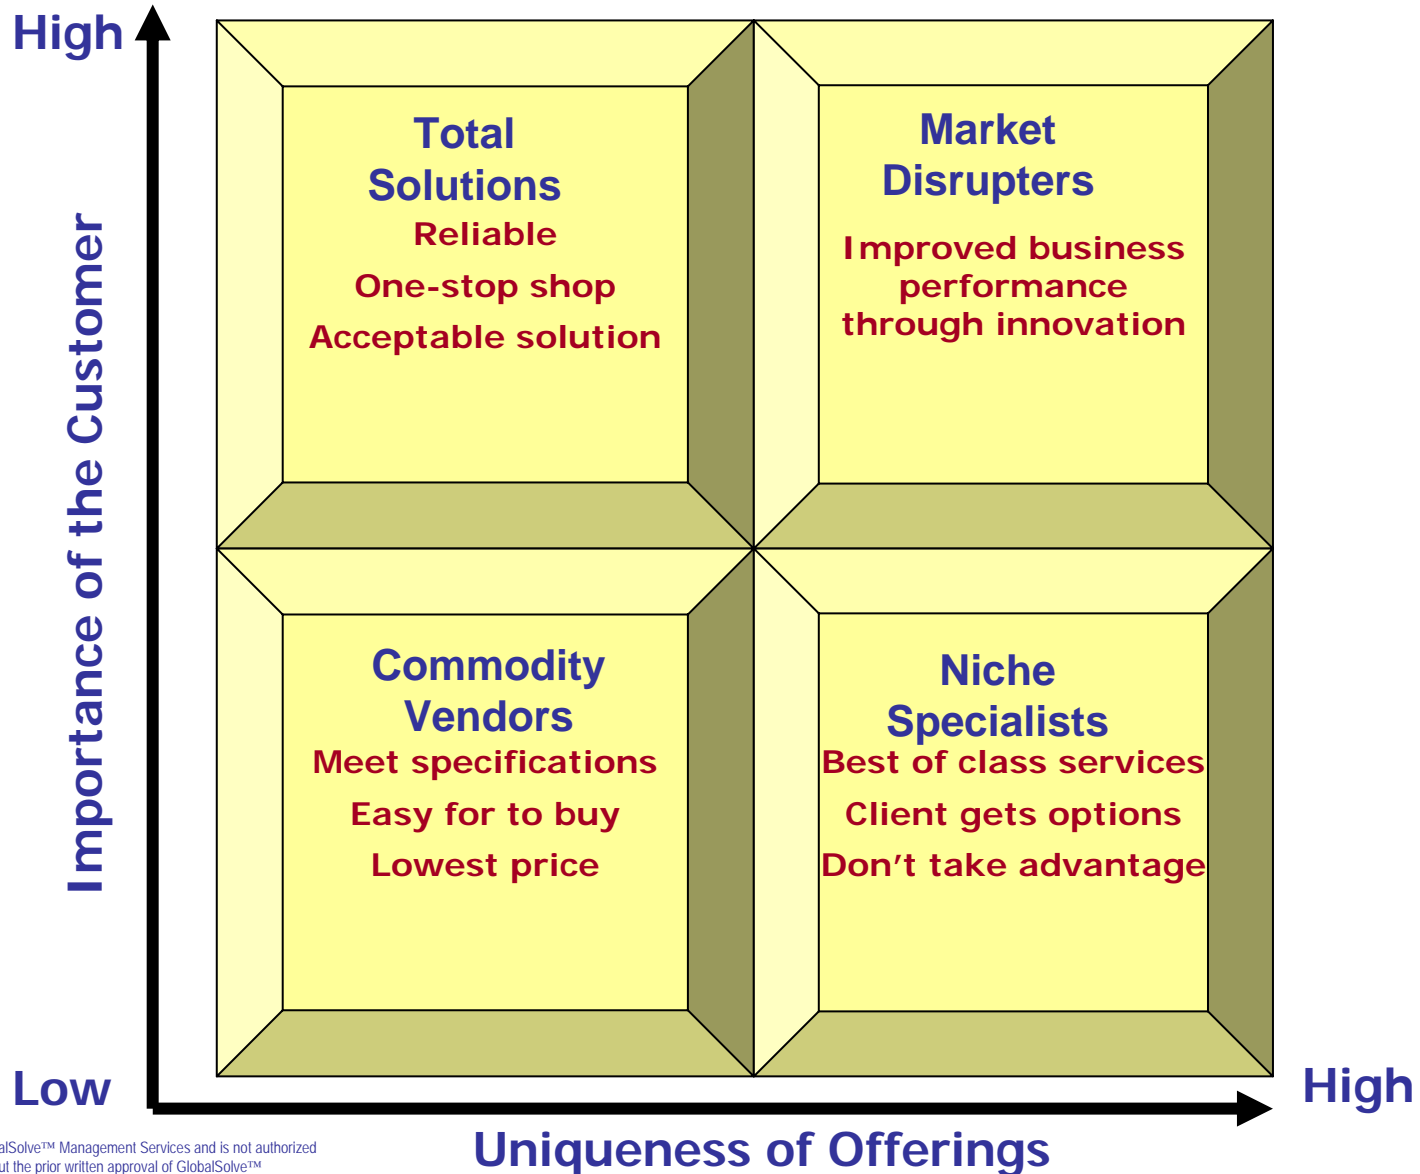 High
Total
Solutions
Reliable
One-stop shop
Acceptable solution
Market
Disrupters
Improved business
performance
through innovation
Importance of the Customer
Commodity
Vendors
Meet specifications
Easy for to buy
Lowest price
Niche
Specialists
Best of class services
Client gets options
Don't take advantage
Low
High
Uniqueness of Offerings
alSolve™ Management Services and is not authorized
ut the prior written approval of GlobalSolve™